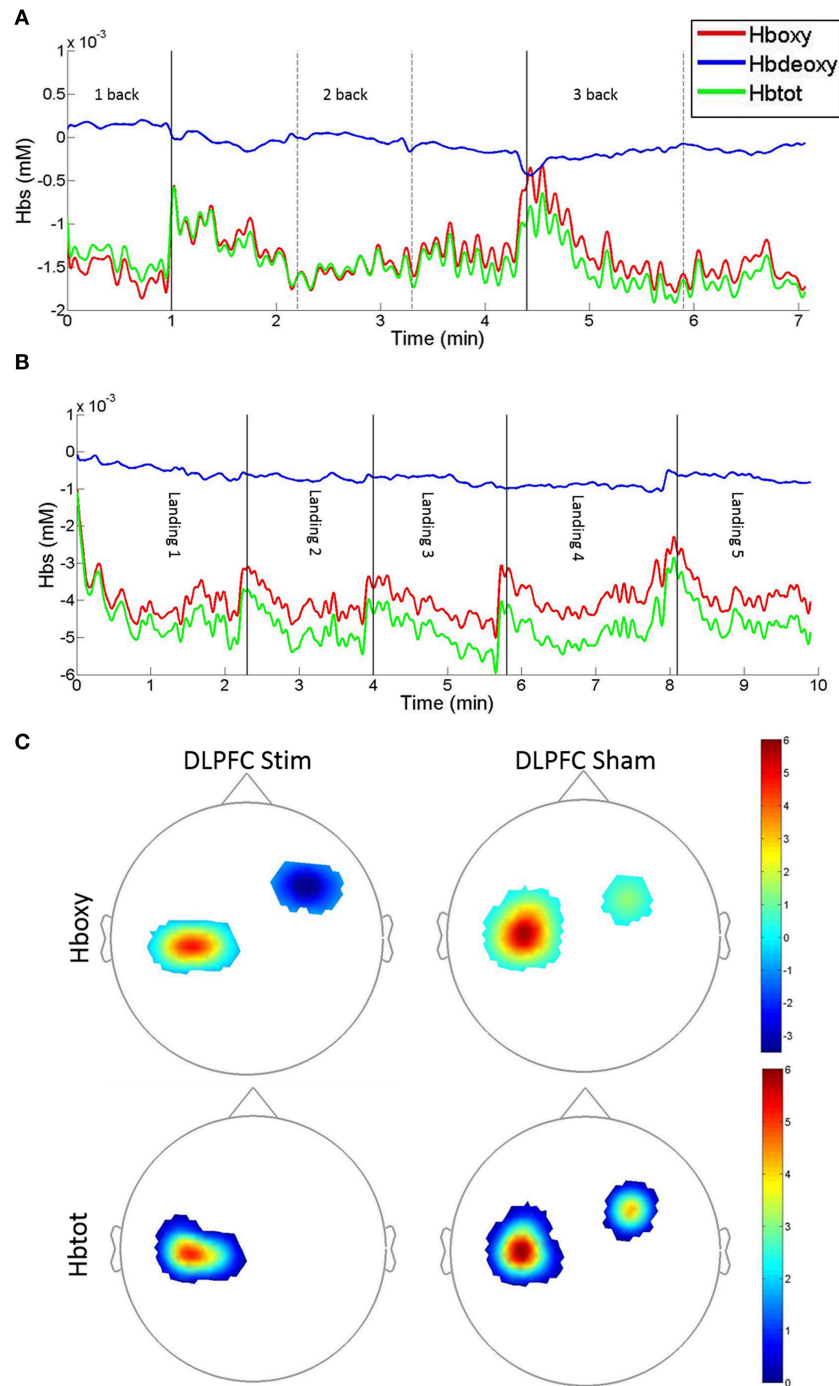 A
x 10-3
Hboxy
Hbdeoxy
Hbtot
1
0.5
0
-0.5
-1
-1.5
-2
Hbs (mM)
1 back
2 back
3 back
0 1 2 3 4 5 6 7
Time (min)
B
x 10-3
1
0
-1
-2
-3
-4
-5
-6
Hbs (mM)
Landing 1
Landing 2
Landing 3
Landing 4
Landing 5
0 1 2 3 4 5 6 7 8 9 10
Time (min)
C
DLPFC Stim
DLPFC Sham
Hboxy
6
5
4
3
2
1
0
-1
-2
-3
Hbtot
6
5
4
3
2
1
0